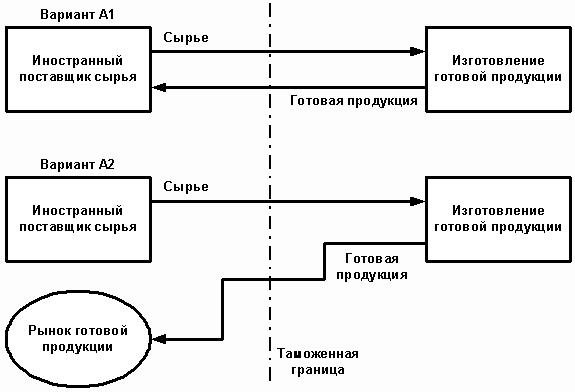 Вариант А1
Иностранный
поставщик сырья
Сырье
Изготовление
готовой продукции
Готовая продукция
Вариант А2
Иностранный
поставщик сырья
Сырье
Изготовление
готовой продукции
Готовая
продукция
Рынок готовой
продукции
Таможенная
граница